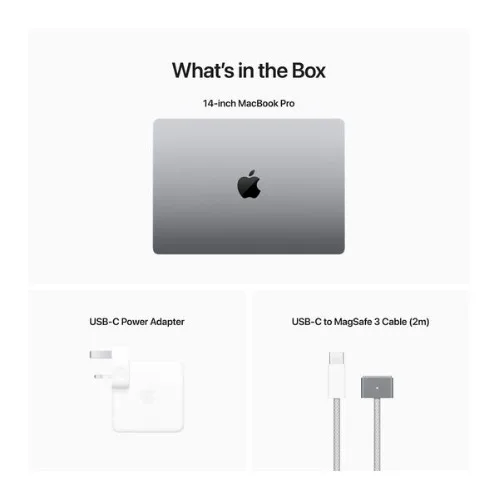 What's in the Box
14-inch MacBook Pro
USB-C Power Adapter
USB-C to MagSafe 3 Cable (2m)